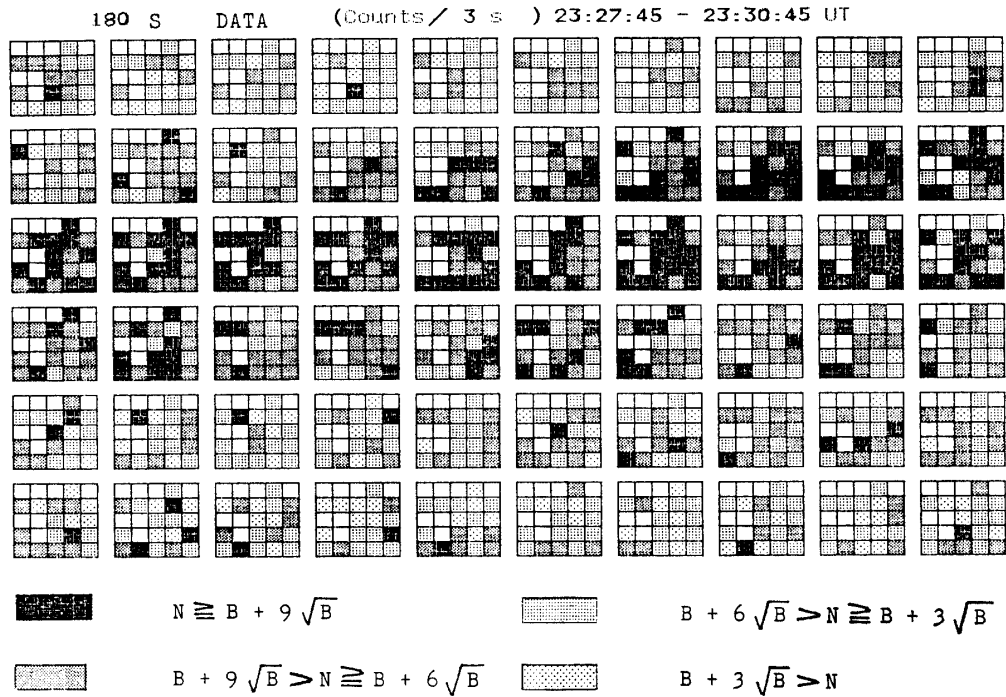 180 S DATA (Counts / 3 s ) 23:27:45 - 23:30:45 UT
N ≧ B + 9 √B
B + 6 √B > N ≧ B + 3 √B
B + 9 √B > N ≧ B + 6 √B
B + 3 √B > N